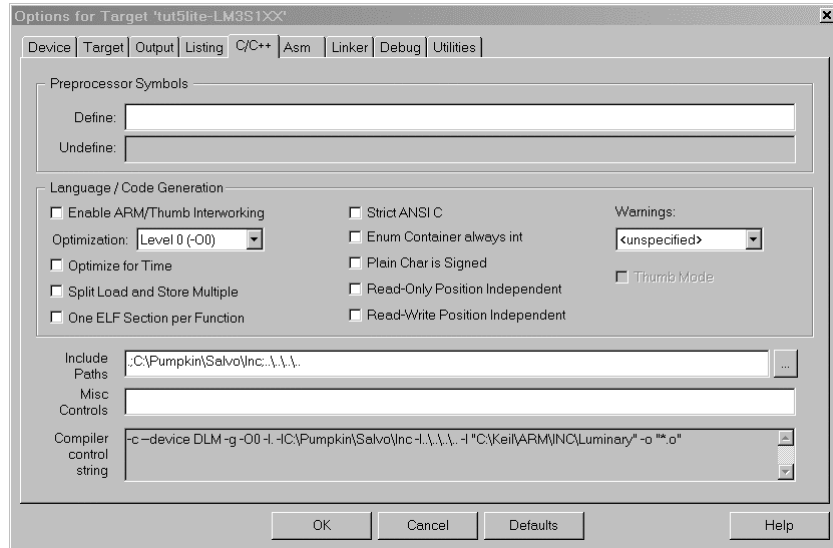 Options for Target 'tut5lite-LM3S1XX'
Device Target Output Listing C/C++ Asm Linker Debug Utilities
Preprocessor Symbols
Define:
Undefine:
Language / Code Generation
Enable ARM/Thumb Interworking Strict ANSI C Warnings:
Optimization: Level 0 (-O0) Enum Container always int <unspecified>
Optimize for Time Plain Char is Signed Thumb Mode
Split Load and Store Multiple Read-Only Position Independent
One ELF Section per Function Read-Write Position Independent
Include Paths .;C:\Pumpkin\Salvo\Inc;..\..\..\.. ...
Misc Controls
Compiler control string -c --device DLM -g -O0 -I. -IC:\Pumpkin\Salvo\Inc -I..\..\..\.. -I "C:\Keil\ARM\INC\Luminary" -o "*.o"
OK Cancel Defaults Help